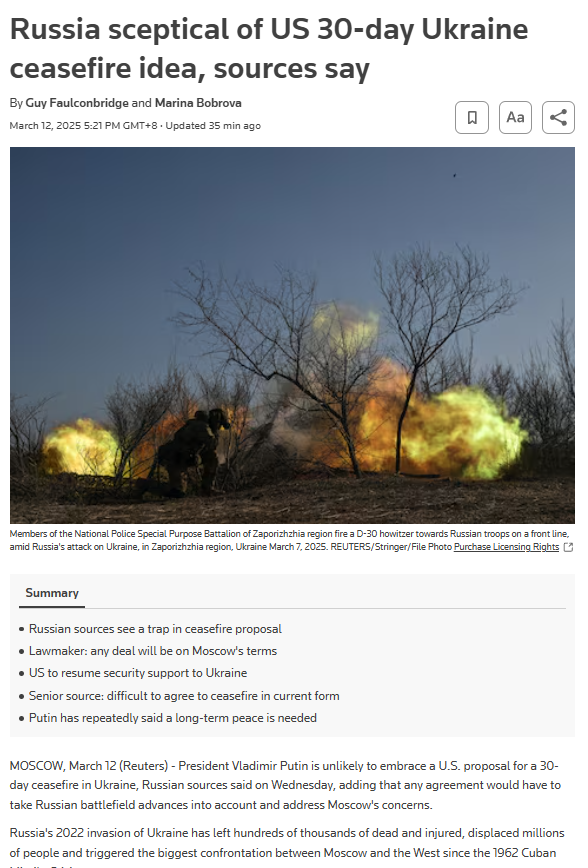 Russia sceptical of US 30-day Ukraine
ceasefire idea, sources say
By Guy Faulconbridge and Marina Bobrova
March 12, 2025 5:21 PM GMT+8 · Updated 35 min ago
Aa
Members of the National Police Special Purpose Battalion of Zaporizhzhia region fire a D-30 howitzer towards Russian troops on a front line,
amid Russia's attack on Ukraine, in Zaporizhzhia region, Ukraine March 7, 2025. REUTERS/Stringer/File Photo Purchase Licensing Rights
Summary
• Russian sources see a trap in ceasefire proposal
• Lawmaker: any deal will be on Moscow's terms
• US to resume security support to Ukraine
• Senior source: difficult to agree to ceasefire in current form
• Putin has repeatedly said a long-term peace is needed
MOSCOW, March 12 (Reuters) - President Vladimir Putin is unlikely to embrace a U.S. proposal for a 30-
day ceasefire in Ukraine, Russian sources said on Wednesday, adding that any agreement would have to
take Russian battlefield advances into account and address Moscow's concerns.
Russia's 2022 invasion of Ukraine has left hundreds of thousands of dead and injured, displaced millions
of people and triggered the biggest confrontation between Moscow and the West since the 1962 Cuban